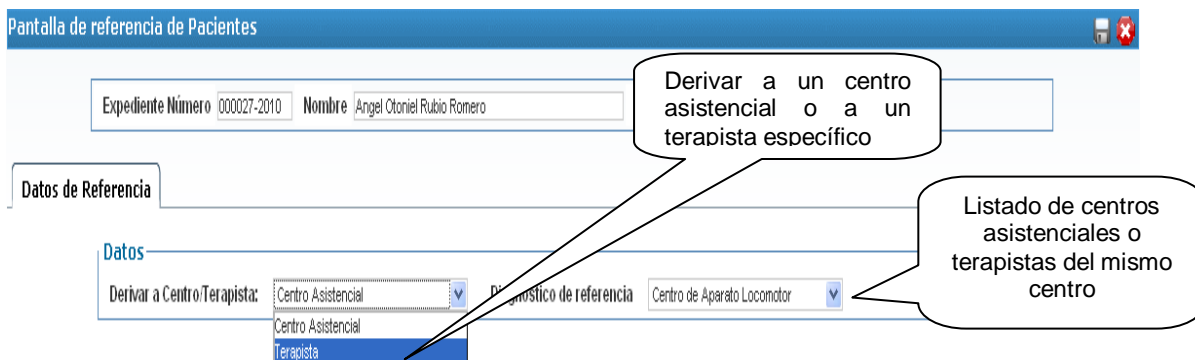 Pantalla de referencia de Pacientes
Derivar a un centro
asistencial o a un
terapista específico
Expediente Número 000027-2010 Nombre Angel Otoniel Rubio Romero
Datos de Referencia
Listado de centros
asistenciales o
terapistas del mismo
centro
Datos
Derivar a Centro/Terapista: Centro Asistencial Diagnostico de referencia Centro de Aparato Locomotor
Centro Asistencial
Terapista